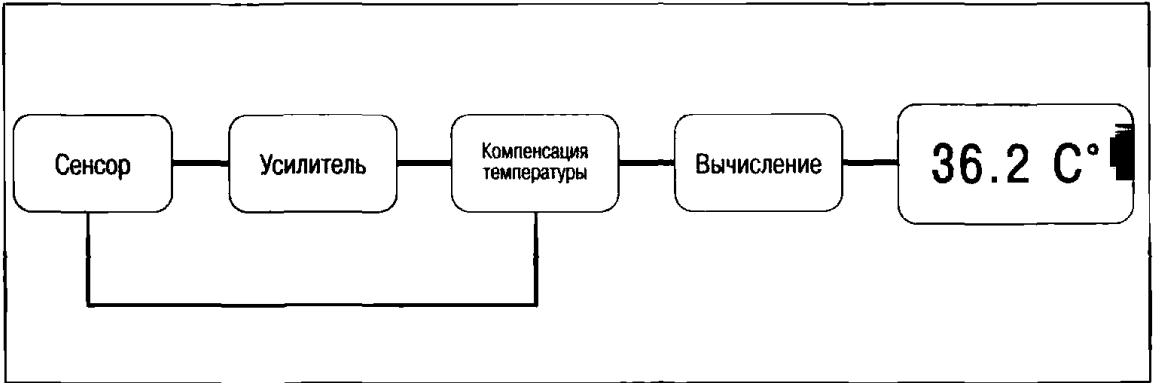 Сенсор
Усилитель
Компенсация
температуры
Вычисление
36.2 C°